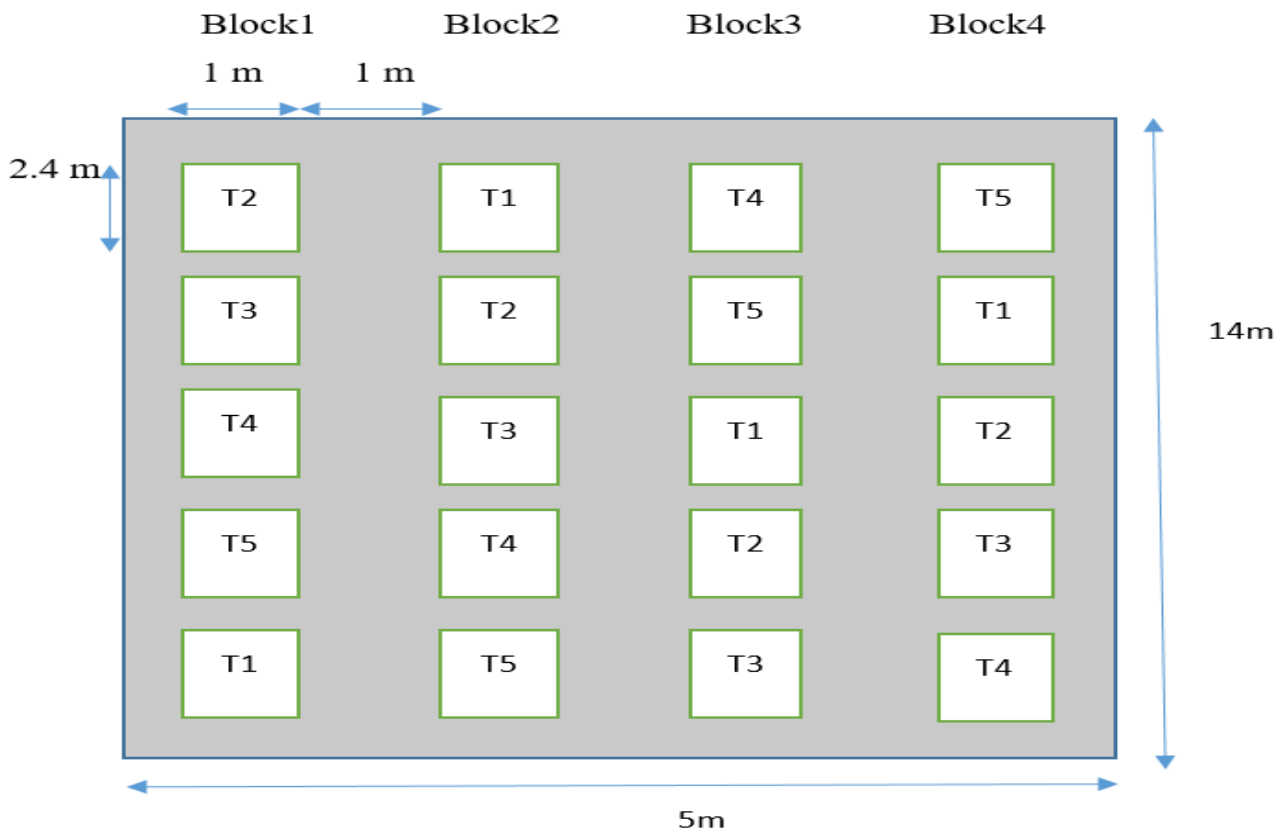 Block1 Block2 Block3 Block4
1 m 1 m
2.4 m
T2 T1 T4 T5
T3 T2 T5 T1
14m
T4 T3 T1 T2
T5 T4 T2 T3
T1 T5 T3 T4
5m